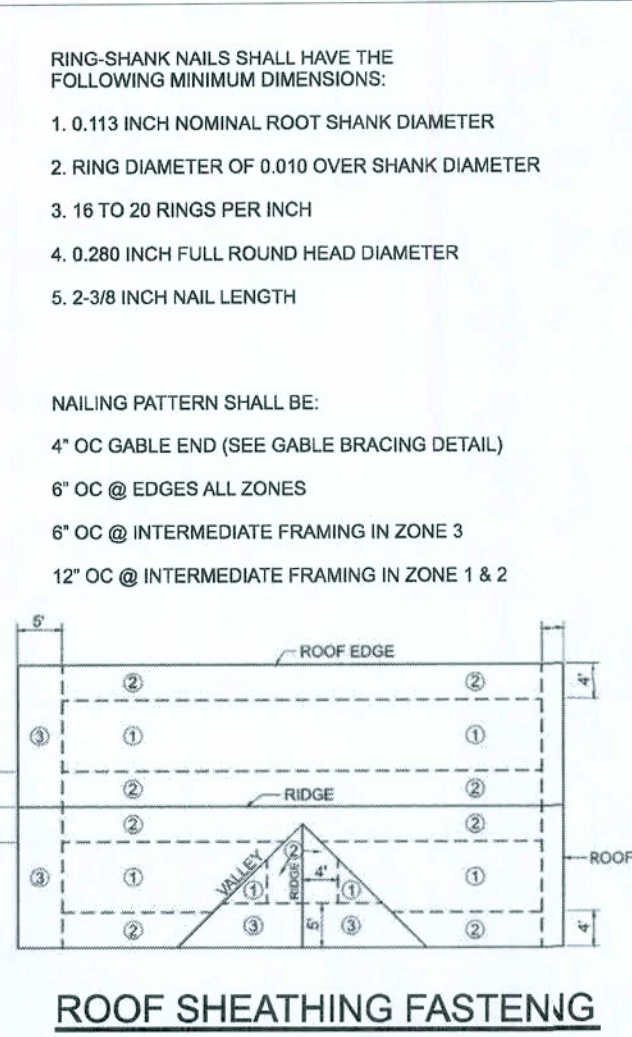 RING-SHANK NAILS SHALL HAVE THE
FOLLOWING MINIMUM DIMENSIONS:
1. 0.113 INCH NOMINAL ROOT SHANK DIAMETER
2. RING DIAMETER OF 0.010 OVER SHANK DIAMETER
3. 16 TO 20 RINGS PER INCH
4. 0.280 INCH FULL ROUND HEAD DIAMETER
5. 2-3/8 INCH NAIL LENGTH
NAILING PATTERN SHALL BE:
4" OC GABLE END (SEE GABLE BRACING DETAIL)
6" OC @ EDGES ALL ZONES
6" OC @ INTERMEDIATE FRAMING IN ZONE 3
12" OC @ INTERMEDIATE FRAMING IN ZONE 1 & 2
5'
ROOF EDGE
2 2 4'
3 1 1
2 2
RIDGE
2 2
VALLEY 2 RIDGE 4' ROOF
3 1 1 1 1
2 3 5' 3 2 4'
ROOF SHEATHING FASTENING